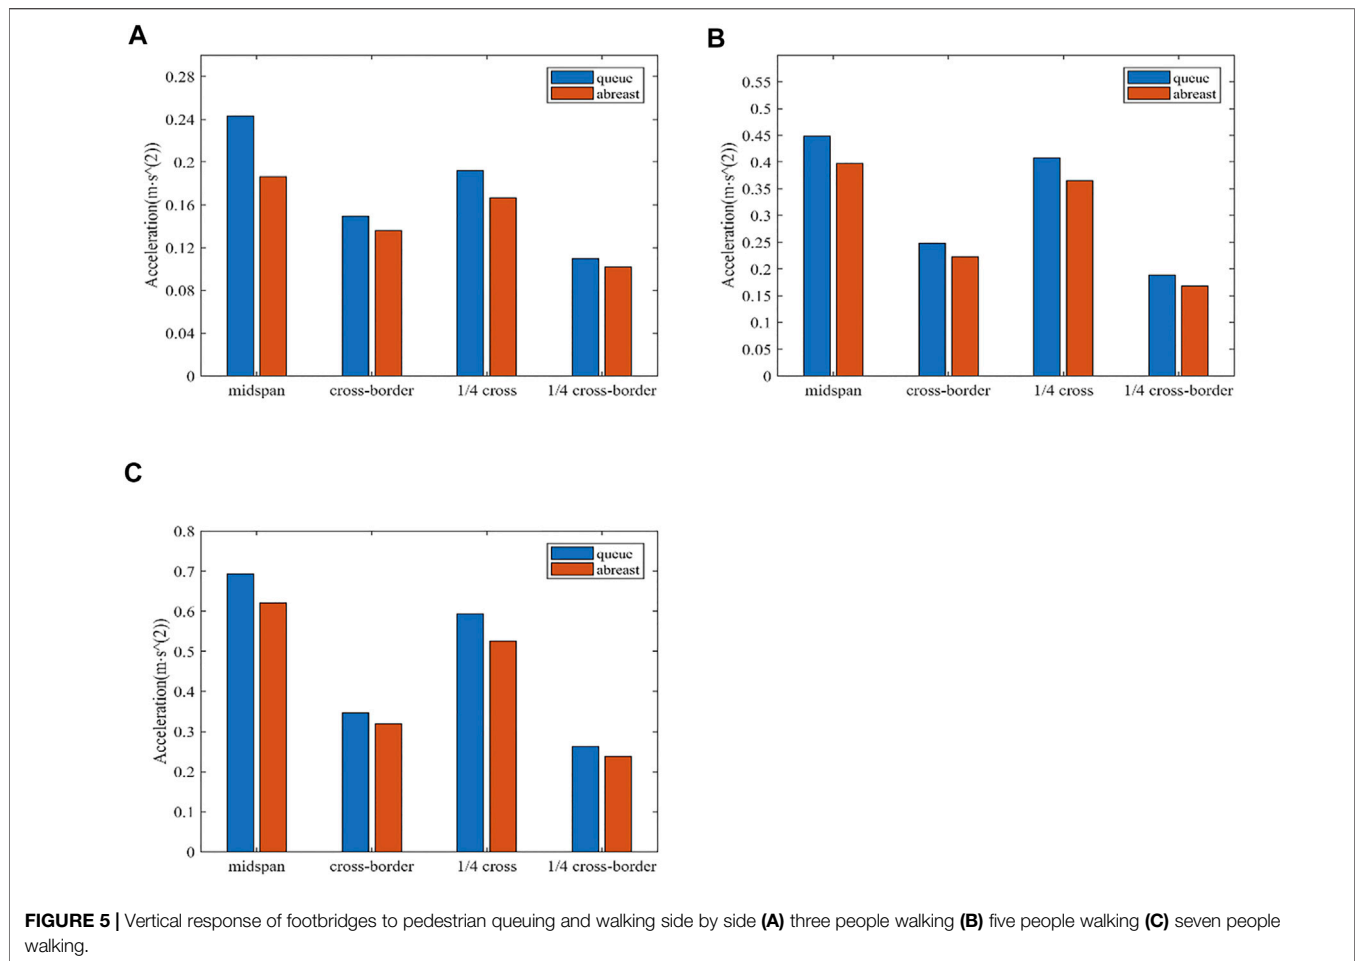 A
0.28
0.24
0.2
0.16
0.12
0.08
0.04
0
Acceleration(m·s^(2))
queue
abreast
midspan cross-border 1/4 cross 1/4 cross-border
B
0.55
0.5
0.45
0.4
0.35
0.3
0.25
0.2
0.15
0.1
0.05
0
Acceleration(m·s^(2))
queue
abreast
midspan cross-border 1/4 cross 1/4 cross-border
C
0.8
0.7
0.6
0.5
0.4
0.3
0.2
0.1
0
Acceleration(m·s^(2))
queue
abreast
midspan cross-border 1/4 cross 1/4 cross-border
FIGURE 5 | Vertical response of footbridges to pedestrian queuing and walking side by side (A) three people walking (B) five people walking (C) seven people
walking.